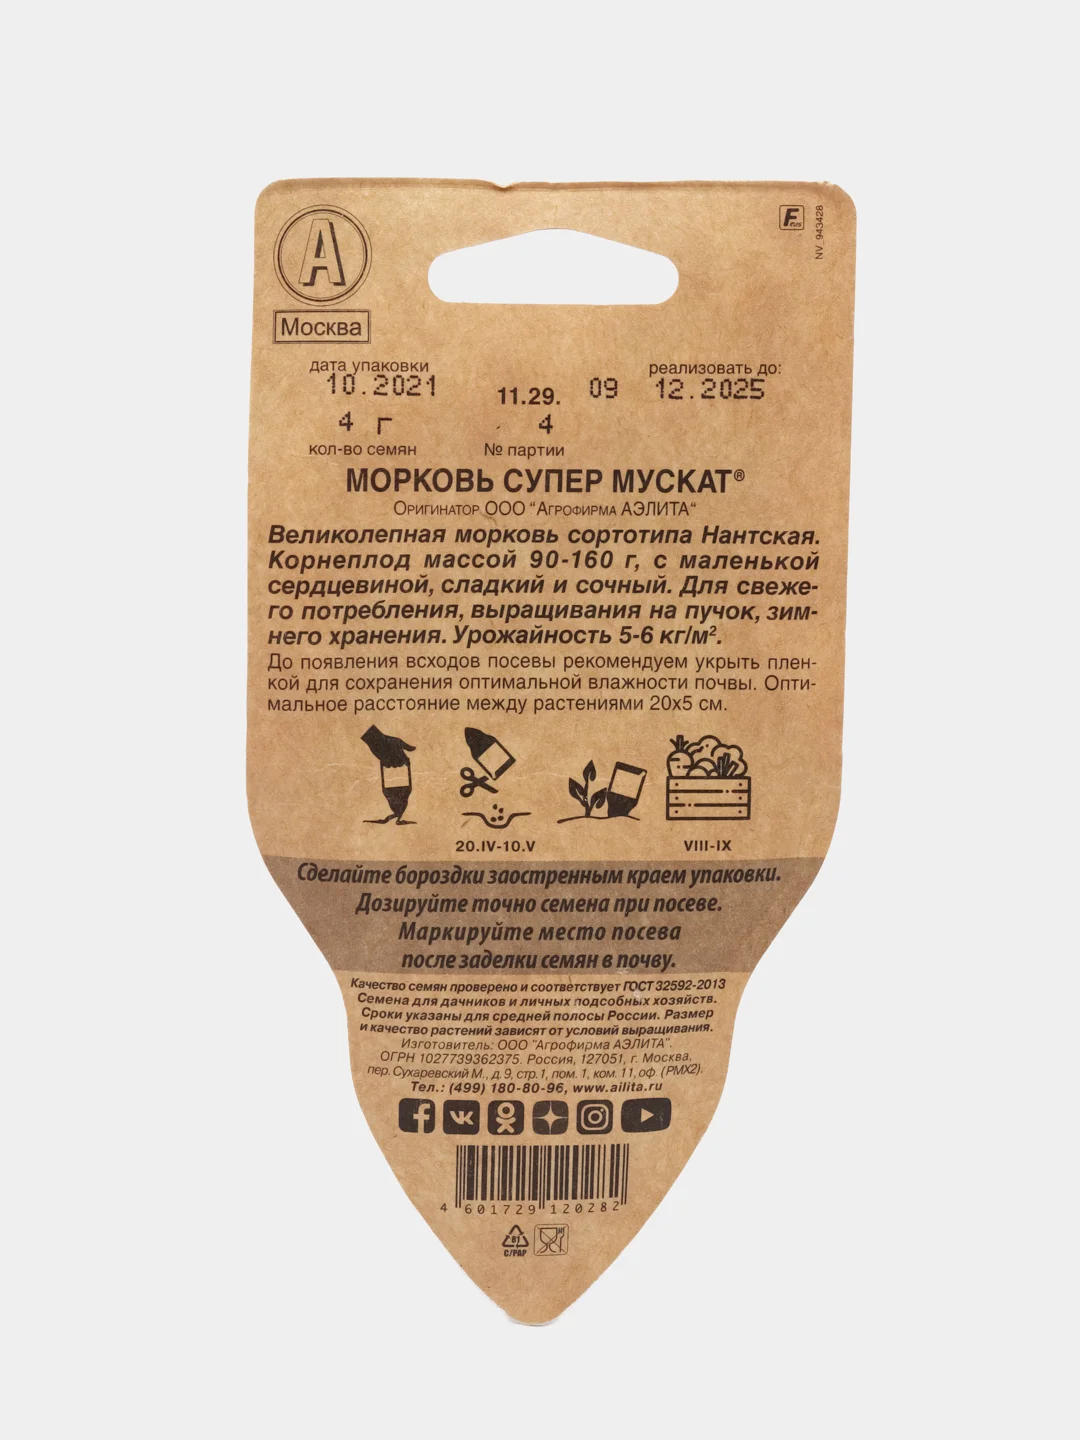 А
Москва
F
PLUS
NV_943428
дата упаковки
10.2021
11.29.
09
реализовать до:
12.2025
4 г
4
кол-во семян
№ партии
МОРКОВЬ СУПЕР МУСКАТ®
Оригинатор ООО “Агрофирма АЭЛИТА“
Великолепная морковь сортотипа Нантская.
Корнеплод массой 90-160 г, с маленькой
сердцевиной, сладкий и сочный. Для свеже-
го потребления, выращивания на пучок, зим-
него хранения. Урожайность 5-6 кг/м².
До появления всходов посевы рекомендуем укрыть плен-
кой для сохранения оптимальной влажности почвы. Опти-
мальное расстояние между растениями 20х5 см.
20.IV-10.V
VIII-IX
Сделайте бороздки заостренным краем упаковки.
Дозируйте точно семена при посеве.
Маркируйте место посева
после заделки семян в почву.
Качество семян проверено и соответствует ГОСТ 32592-2013
Семена для дачников и личных подсобных хозяйств.
Сроки указаны для средней полосы России. Размер
и качество растений зависят от условий выращивания.
Изготовитель: ООО "Агрофирма АЭЛИТА".
ОГРН 1027739362375. Россия, 127051, г. Москва,
пер. Сухаревский М., д.9, стр.1, пом. 1, ком. 11, оф. (РМХ2).
Тел.: (499) 180-80-96, www.ailita.ru
4 601729 120282
81
C/PAP